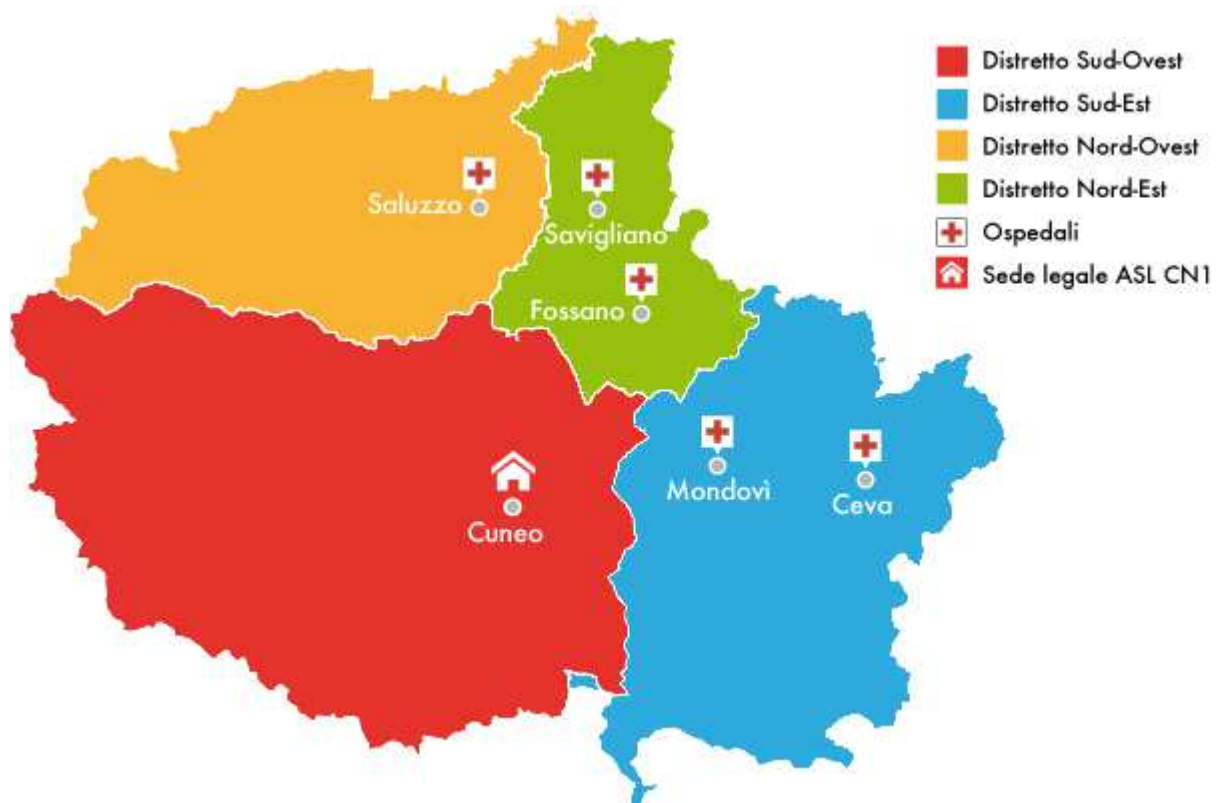 Distretto Sud-Ovest
Distretto Sud-Est
Distretto Nord-Ovest
Distretto Nord-Est
Ospedali
Sede legale ASL CN1
Saluzzo
Savigliano
Fossano
Mondovì
Ceva
Cuneo